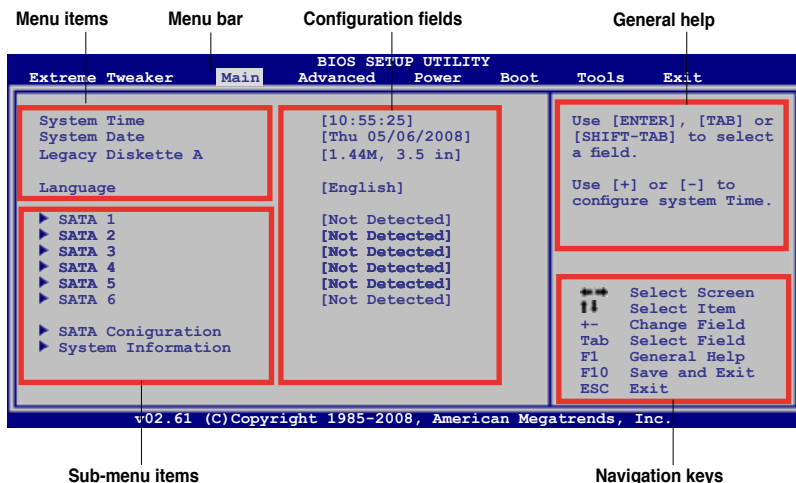 Menu items Menu bar Configuration fields General help
BIOS SETUP UTILITY
Extreme Tweaker Main Advanced Power Boot Tools Exit
System Time [10:55:25]
System Date [Thu 05/06/2008]
Legacy Diskette A [1.44M, 3.5 in]
Language [English]
SATA 1 [Not Detected]
SATA 2 [Not Detected]
SATA 3 [Not Detected]
SATA 4 [Not Detected]
SATA 5 [Not Detected]
SATA 6 [Not Detected]
SATA Coniguration
System Information
Use [ENTER], [TAB] or
[SHIFT-TAB] to select
a field.
Use [+] or [-] to
configure system Time.
Select Screen
Select Item
+- Change Field
Tab Select Field
F1 General Help
F10 Save and Exit
ESC Exit
v02.61 (C)Copyright 1985-2008, American Megatrends, Inc.
Sub-menu items Navigation keys